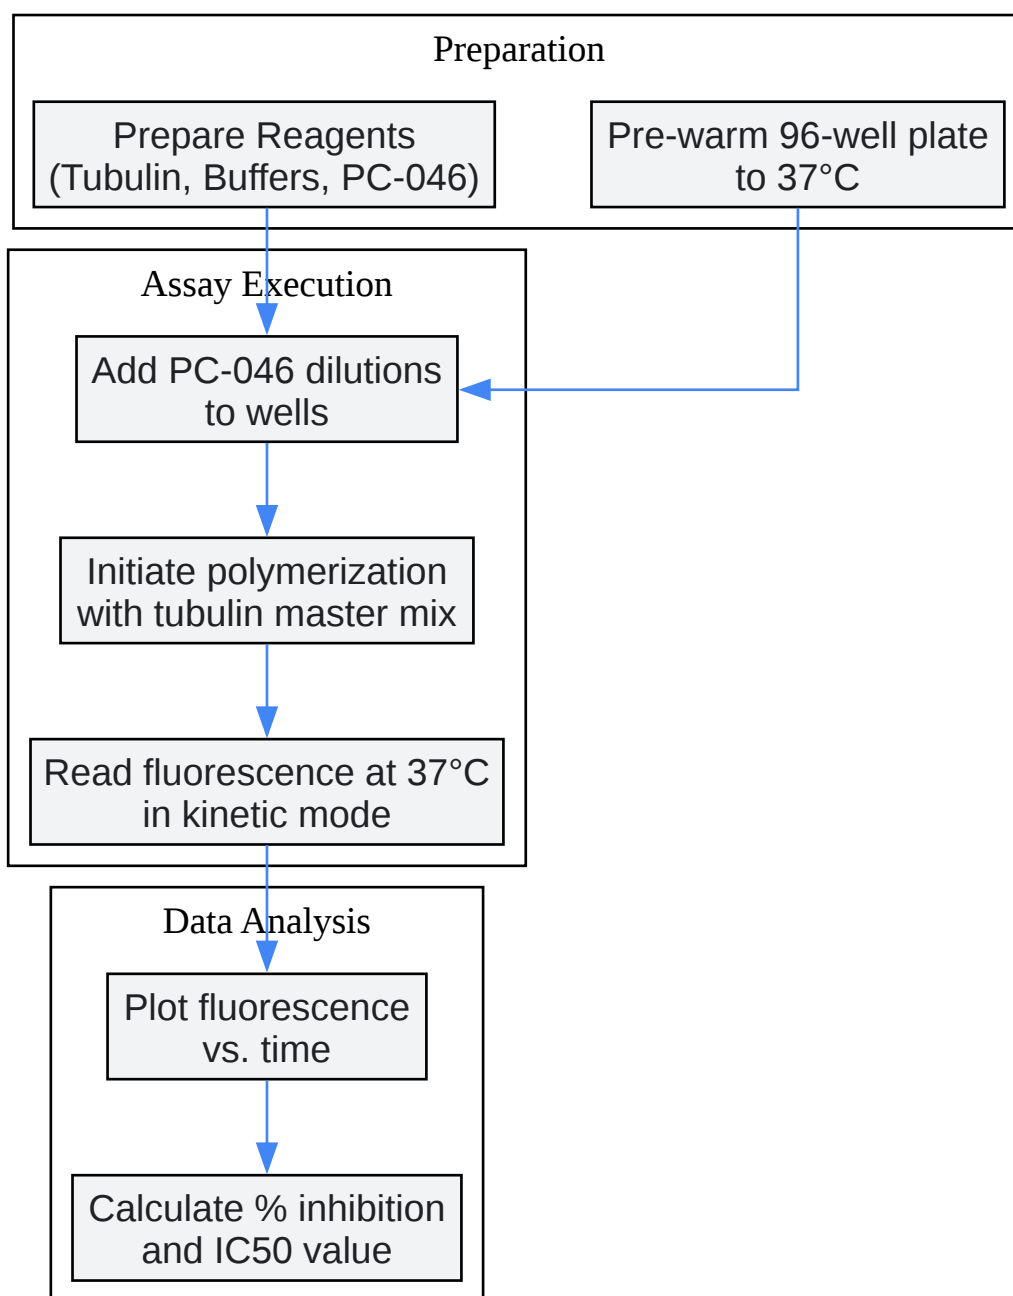 Preparation
Prepare Reagents
(Tubulin, Buffers, PC-046)
Pre-warm 96-well plate
to 37°C
Assay Execution
Add PC-046 dilutions
to wells
Initiate polymerization
with tubulin master mix
Read fluorescence at 37°C
in kinetic mode
Data Analysis
Plot fluorescence
vs. time
Calculate % inhibition
and IC50 value